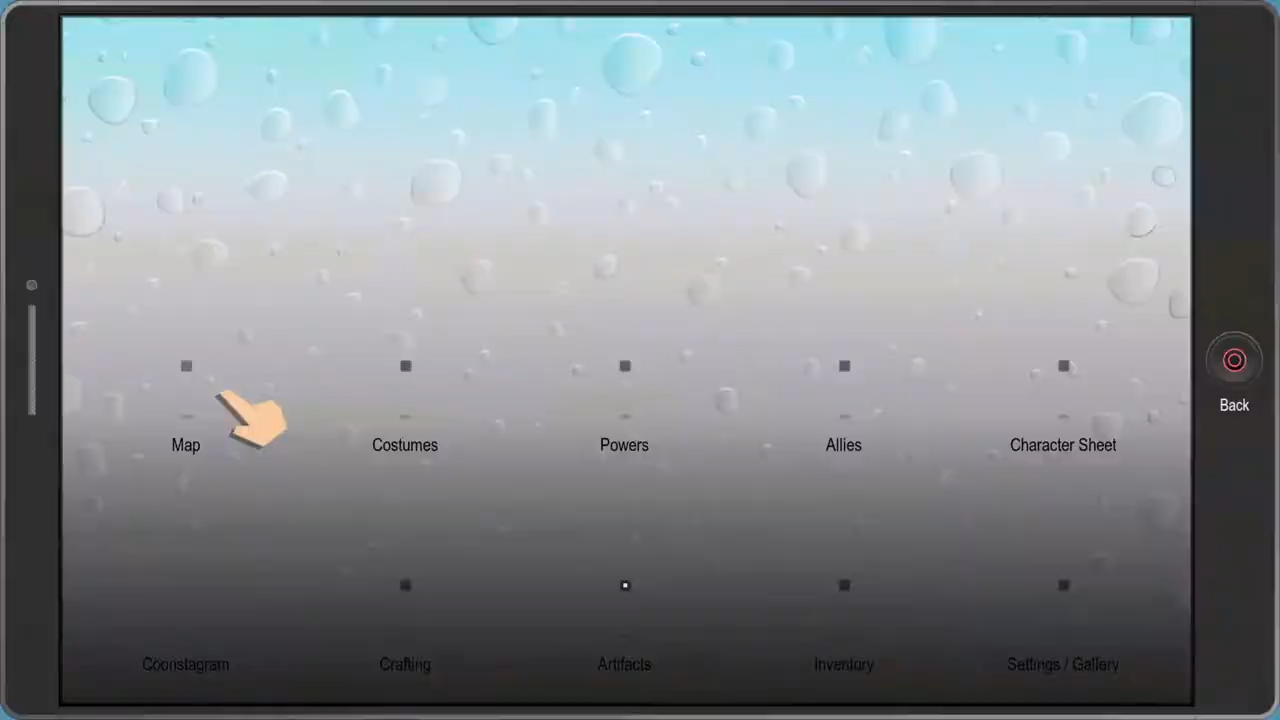 Back
Map Costumes Powers Allies Character Sheet
Coonstagram Crafting Artifacts Inventory Settings / Gallery